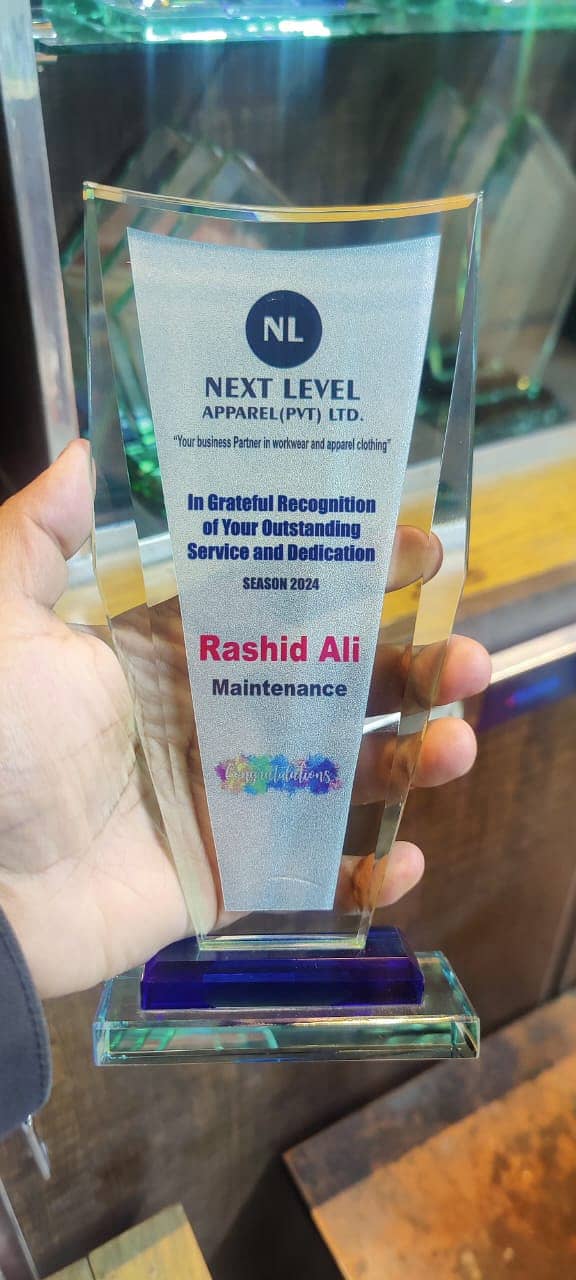 NL
NEXT LEVEL
APPAREL(PVT) LTD.
“Your business Partner in workwear and apparel clothing”
In Grateful Recognition
of Your Outstanding
Service and Dedication
SEASON 2024
Rashid Ali
Maintenance
Congratulations